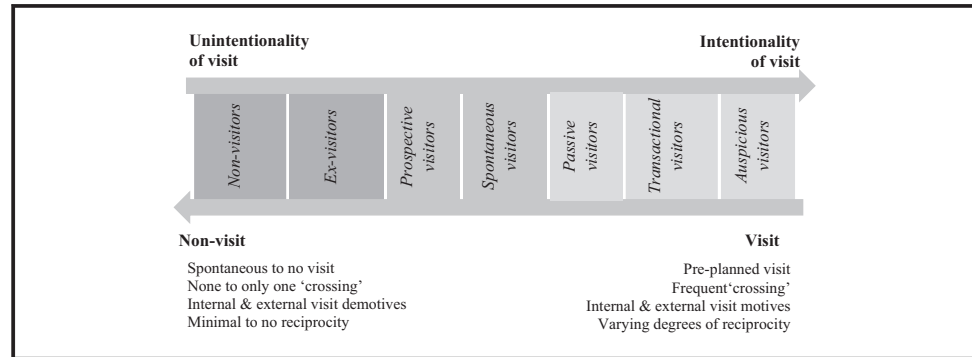 Unintentionality
of visit
Intentionality
of visit
Non-visitors
Ex-visitors
Prospective
visitors
Spontaneous
visitors
Passive
visitors
Transactional
visitors
Auspicious
visitors
Non-visit
Spontaneous to no visit
None to only one ‘crossing’
Internal & external visit demotives
Minimal to no reciprocity
Visit
Pre-planned visit
Frequent‘crossing’
Internal & external visit motives
Varying degrees of reciprocity